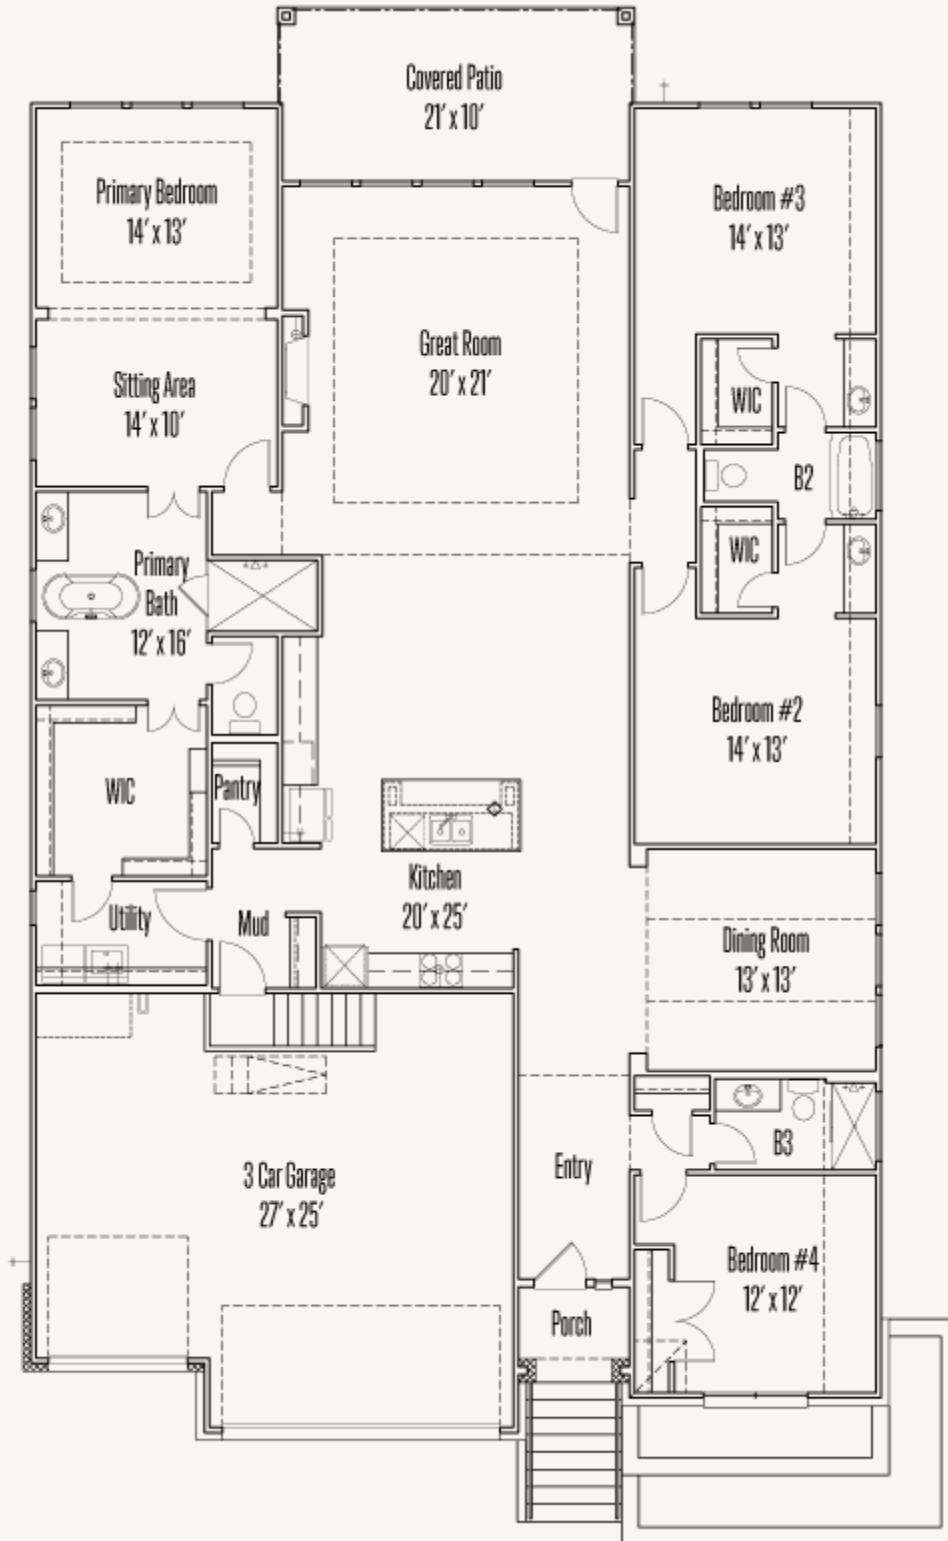 Covered Patio
21' x 10'
Primary Bedroom
14' x 13'
Bedroom #3
14' x 13'
Great Room
20' x 21'
Sitting Area
14' x 10'
WIC
B2
WIC
Primary
Bath
12' x 16'
Bedroom #2
14' x 13'
WIC
Pantry
Kitchen
20' x 25'
Utility
Mud
Dining Room
13' x 13'
B3
Entry
3 Car Garage
27' x 25'
Bedroom #4
12' x 12'
Porch